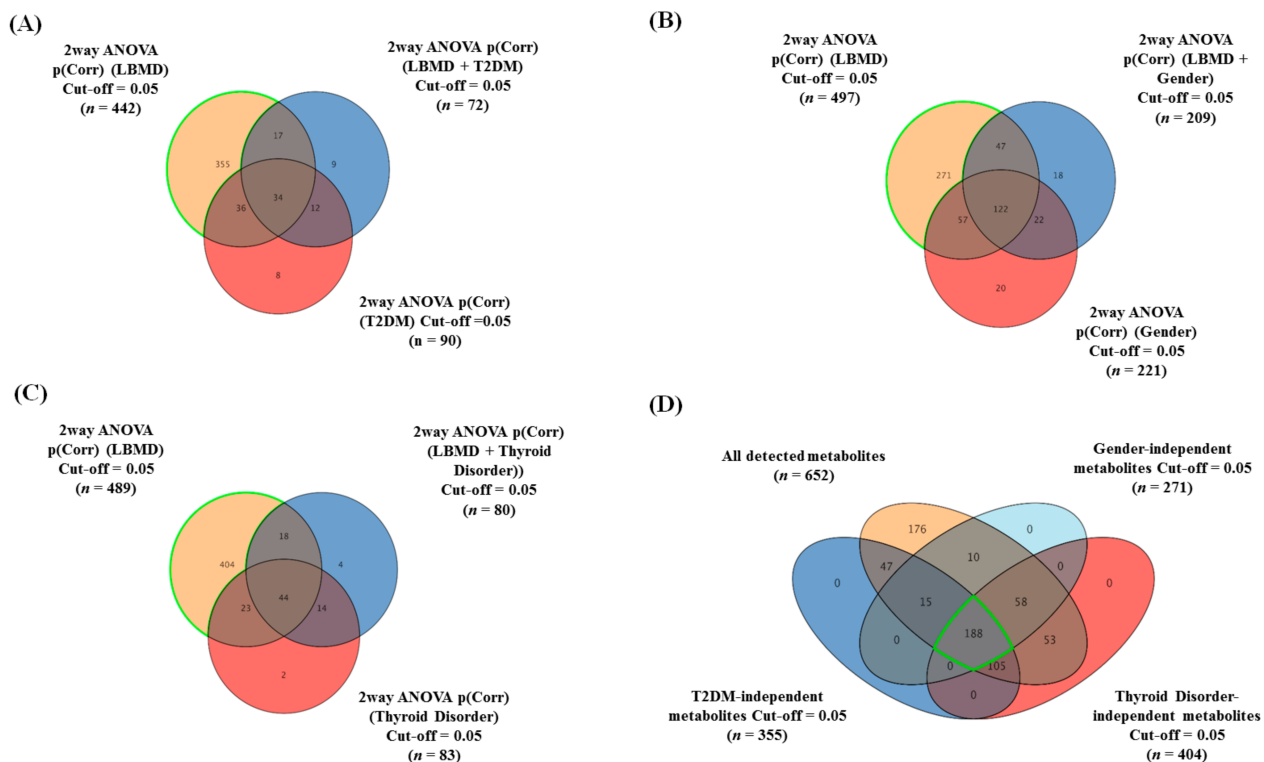 (A)
2way ANOVA
p(Corr) (LBMD)
Cut-off = 0.05
(n = 442)
2way ANOVA p(Corr)
(LBMD + T2DM)
Cut-off = 0.05
(n = 72)
17
355
9
34
36
12
8
2way ANOVA p(Corr)
(T2DM) Cut-off =0.05
(n = 90)
(B)
2way ANOVA
p(Corr) (LBMD)
Cut-off = 0.05
(n = 497)
2way ANOVA
p(Corr) (LBMD +
Gender)
Cut-off = 0.05
(n = 209)
47
271
18
122
57
22
20
2way ANOVA
p(Corr) (Gender)
Cut-off = 0.05
(n = 221)
(C)
2way ANOVA
p(Corr) (LBMD)
Cut-off = 0.05
(n = 489)
2way ANOVA p(Corr)
(LBMD + Thyroid
Disorder))
Cut-off = 0.05
(n = 80)
18
404
4
44
23
14
2
2way ANOVA p(Corr)
(Thyroid Disorder)
Cut-off = 0.05
(n = 83)
(D)
All detected metabolites
(n = 652)
Gender-independent
metabolites Cut-off = 0.05
(n = 271)
176
0
10
47
0
0
0
15
58
188
0
53
0
105
0
T2DM-independent
metabolites Cut-off = 0.05
(n = 355)
Thyroid Disorder-
independent metabolites
Cut-off = 0.05
(n = 404)